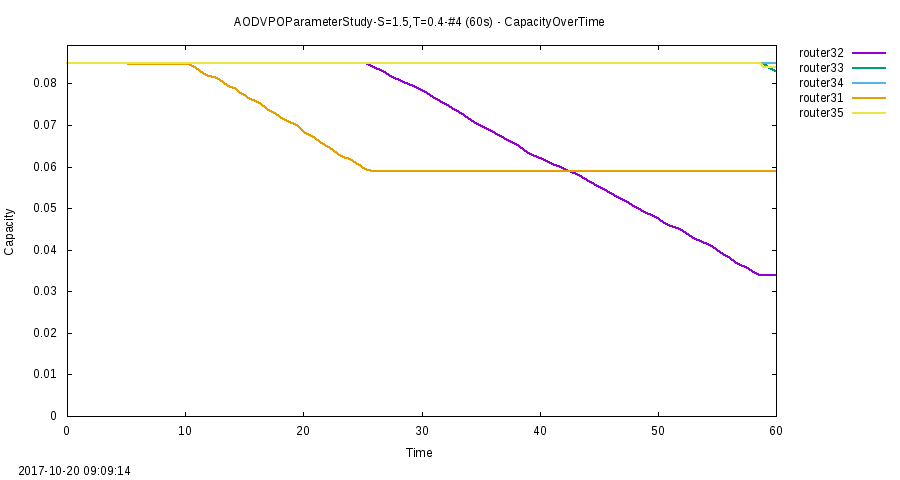 AODVPOParameterStudy-S=1.5,T=0.4-#4 (60s) - CapacityOverTime
router32
router33
router34
router31
router35
0.08
0.07
0.06
0.05
0.04
0.03
0.02
0.01
0
Capacity
0 10 20 30 40 50 60
Time
2017-10-20 09:09:14